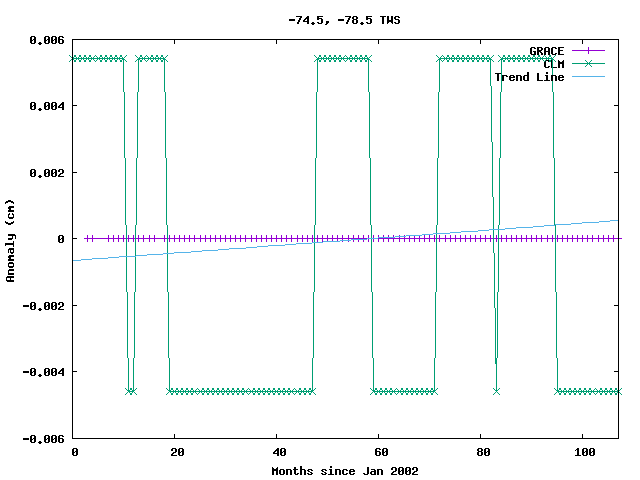 -74.5, -78.5 TWS
GRACE
CLM
Trend Line
0.006
0.004
0.002
0
-0.002
-0.004
-0.006
Anomaly (cm)
0 20 40 60 80 100
Months since Jan 2002